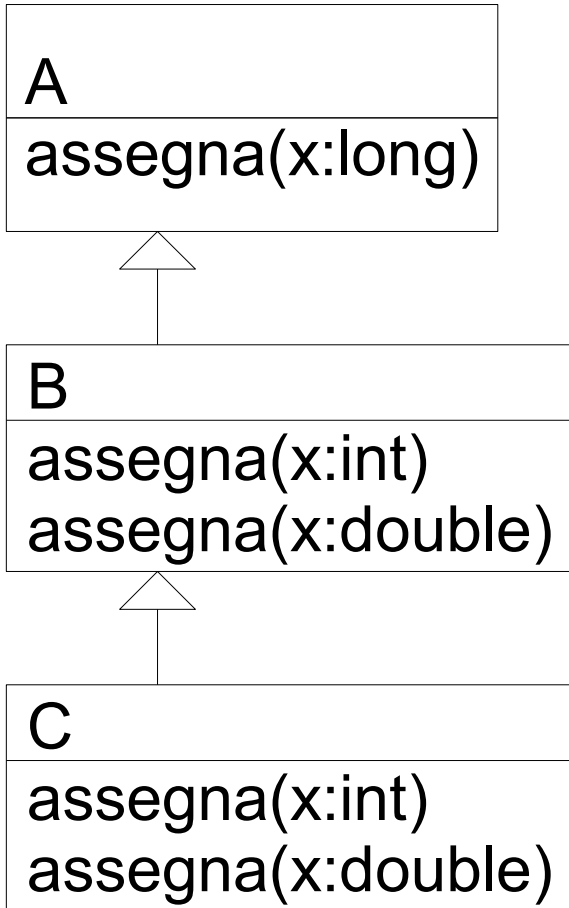 A
assegna(x:long)
B
assegna(x:int)
assegna(x:double)
C
assegna(x:int)
assegna(x:double)